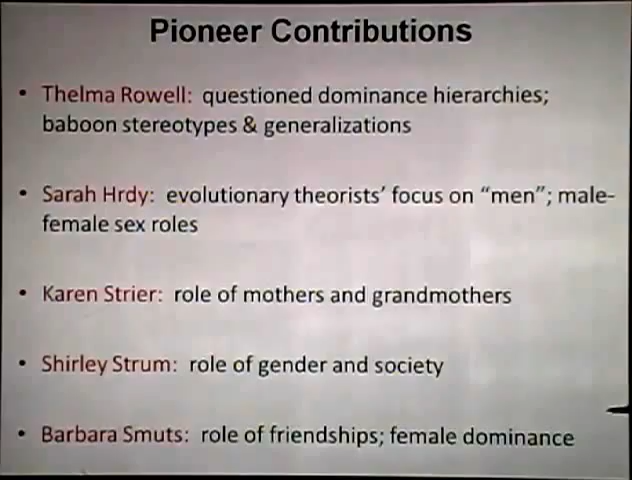 Pioneer Contributions
• Thelma Rowell: questioned dominance hierarchies;
baboon stereotypes & generalizations
• Sarah Hrdy: evolutionary theorists' focus on "men"; male-
female sex roles
• Karen Strier: role of mothers and grandmothers
• Shirley Strum: role of gender and society
• Barbara Smuts: role of friendships; female dominance